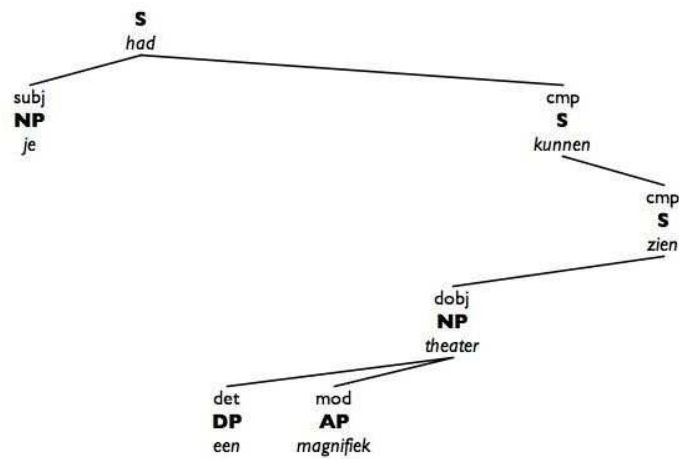 S
had
subj
NP
je
cmp
S
kunnen
cmp
S
zien
dobj
NP
theater
det
DP
een
mod
AP
magnifiek